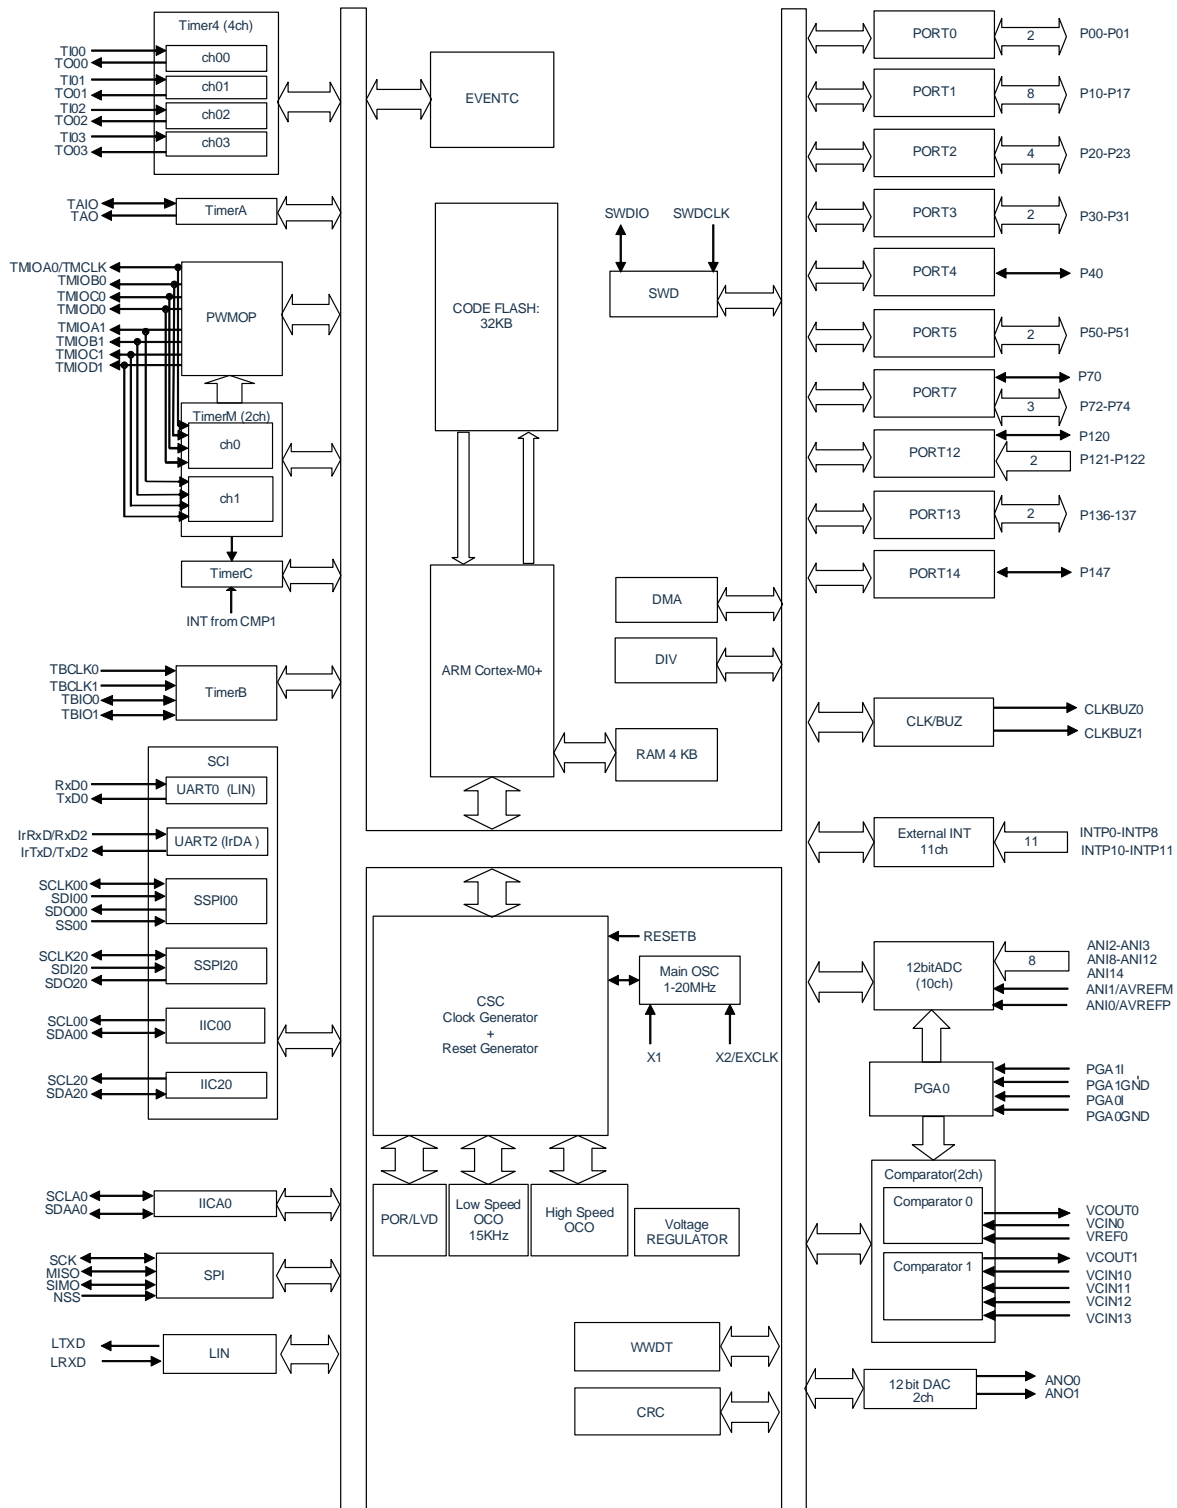 Timer4 (4ch)
TI00
TO00
ch00
TI01
TO01
ch01
TI02
TO02
ch02
TI03
TO03
ch03
TAIO
TAO
TimerA
TMIOA0/TMCLK
TMIOB0
TMIOC0
TMIOD0
TMIOA1
TMIOB1
TMIOC1
TMIOD1
PWMOP
TimerM (2ch)
ch0
ch1
TimerC
INT from CMP1
TBCLK0
TBCLK1
TBIO0
TBIO1
TimerB
SCI
RxD0
TxD0
UART0 (LIN)
IrRxD/RxD2
IrTxD/TxD2
UART2 (IrDA )
SCLK00
SDI00
SDO00
SS00
SSPI00
SCLK20
SDI20
SDO20
SSPI20
SCL00
SDA00
IIC00
SCL20
SDA20
IIC20
SCLA0
SDAA0
IICA0
SCK
MISO
SIMO
NSS
SPI
LTXD
LRXD
LIN
EVENTC
CODE FLASH:
32KB
SWDIO
SWDCLK
SWD
ARM Cortex-M0+
DMA
DIV
RAM 4 KB
CSC
Clock Generator
+
Reset Generator
RESETB
Main OSC
1-20MHz
X1
X2/EXCLK
POR/LVD
Low Speed
OCO
15KHz
High Speed
OCO
Voltage
REGULATOR
WWDT
CRC
PORT0
2
P00-P01
PORT1
8
P10-P17
PORT2
4
P20-P23
PORT3
2
P30-P31
PORT4
P40
PORT5
2
P50-P51
PORT7
P70
3
P72-P74
PORT12
P120
2
P121-P122
PORT13
2
P136-137
PORT14
P147
CLK/BUZ
CLKBUZ0
CLKBUZ1
External INT
11ch
11
INTP0-INTP8
INTP10-INTP11
12bitADC
(10ch)
8
ANI2-ANI3
ANI8-ANI12
ANI14
ANI1/AVREFM
ANI0/AVREFP
PGA0
PGA1I
PGA1GND
PGA0I
PGA0GND
Comparator(2ch)
Comparator 0
VCOUT0
VCIN0
VREF0
Comparator 1
VCOUT1
VCIN10
VCIN11
VCIN12
VCIN13
12bit DAC
2ch
ANO0
ANO1